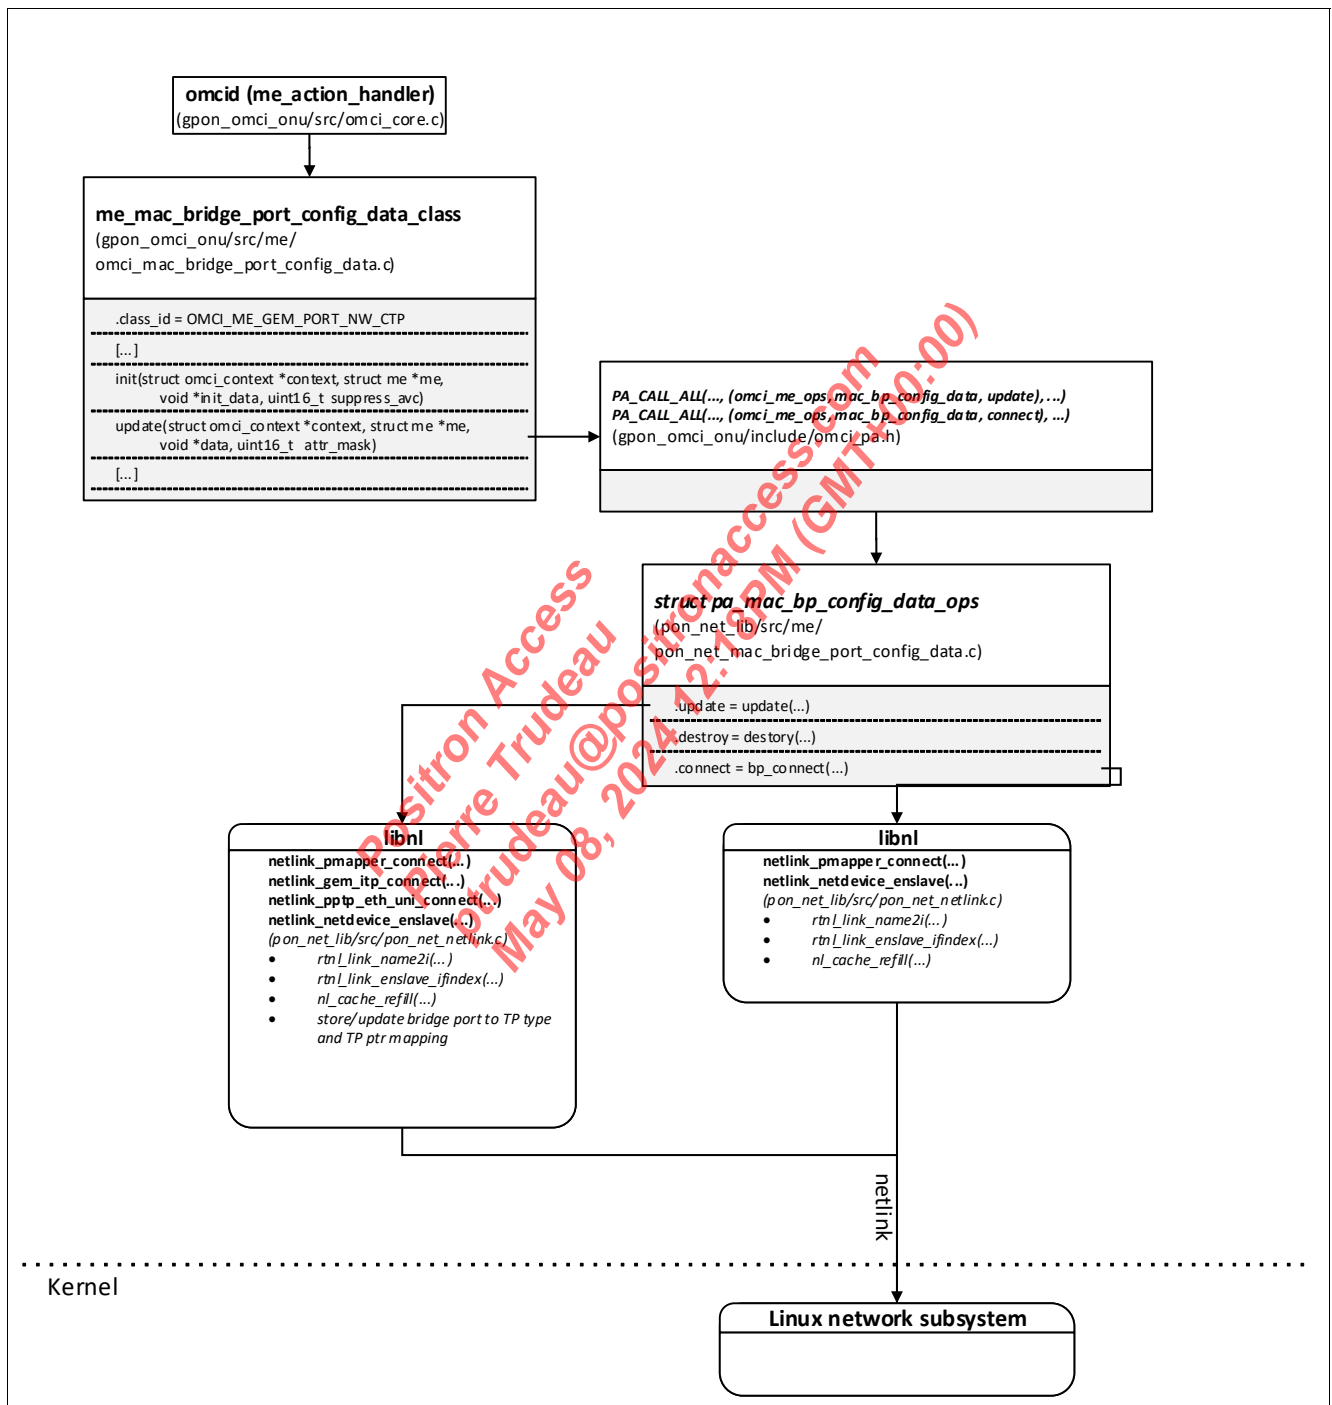 omcid (me_action_handler)
(gpon_omci_onu/src/omci_core.c)
me_mac_bridge_port_config_data_class
(gpon_omci_onu/src/me/
omci_mac_bridge_port_config_data.c)
.class_id = OMCI_ME_GEM_PORT_NW_CTP
[...]
init(struct omci_context *context, struct me *me,
void *init_data, uint16_t suppress_avc)
update(struct omci_context *context, struct me *me,
void *data, uint16_t attr_mask)
[...]
PA_CALL_ALL(..., (omci_me_ops, mac_bp_config_data, update), ...)
PA_CALL_ALL(..., (omci_me_ops, mac_bp_config_data, connect), ...)
(gpon_omci_onu/include/omci_pa.h)
struct pa_mac_bp_config_data_ops
(pon_net_lib/src/me/
pon_net_mac_bridge_port_config_data.c)
.update = update(...)
.destroy = destory(...)
.connect = bp_connect(...)
libnl
netlink_pmapper_connect(...)
netlink_gem_itp_connect(...)
netlink_pptp_eth_uni_connect(...)
netlink_netdevice_enslave(...)
(pon_net_lib/src/pon_net_netlink.c)
• rtnl_link_name2i(...)
• rtnl_link_enslave_ifindex(...)
• nl_cache_refill(...)
• store/update bridge port to TP type
and TP ptr mapping
libnl
netlink_pmapper_connect(...)
netlink_netdevice_enslave(...)
(pon_net_lib/src/pon_net_netlink.c)
• rtnl_link_name2i(...)
• rtnl_link_enslave_ifindex(...)
• nl_cache_refill(...)
netlink
Kernel
Linux network subsystem
Positron Access
Pierre Trudeau
ptrudeau@positronaccess.com
May 08, 2024 12:18PM (GMT+00:00)